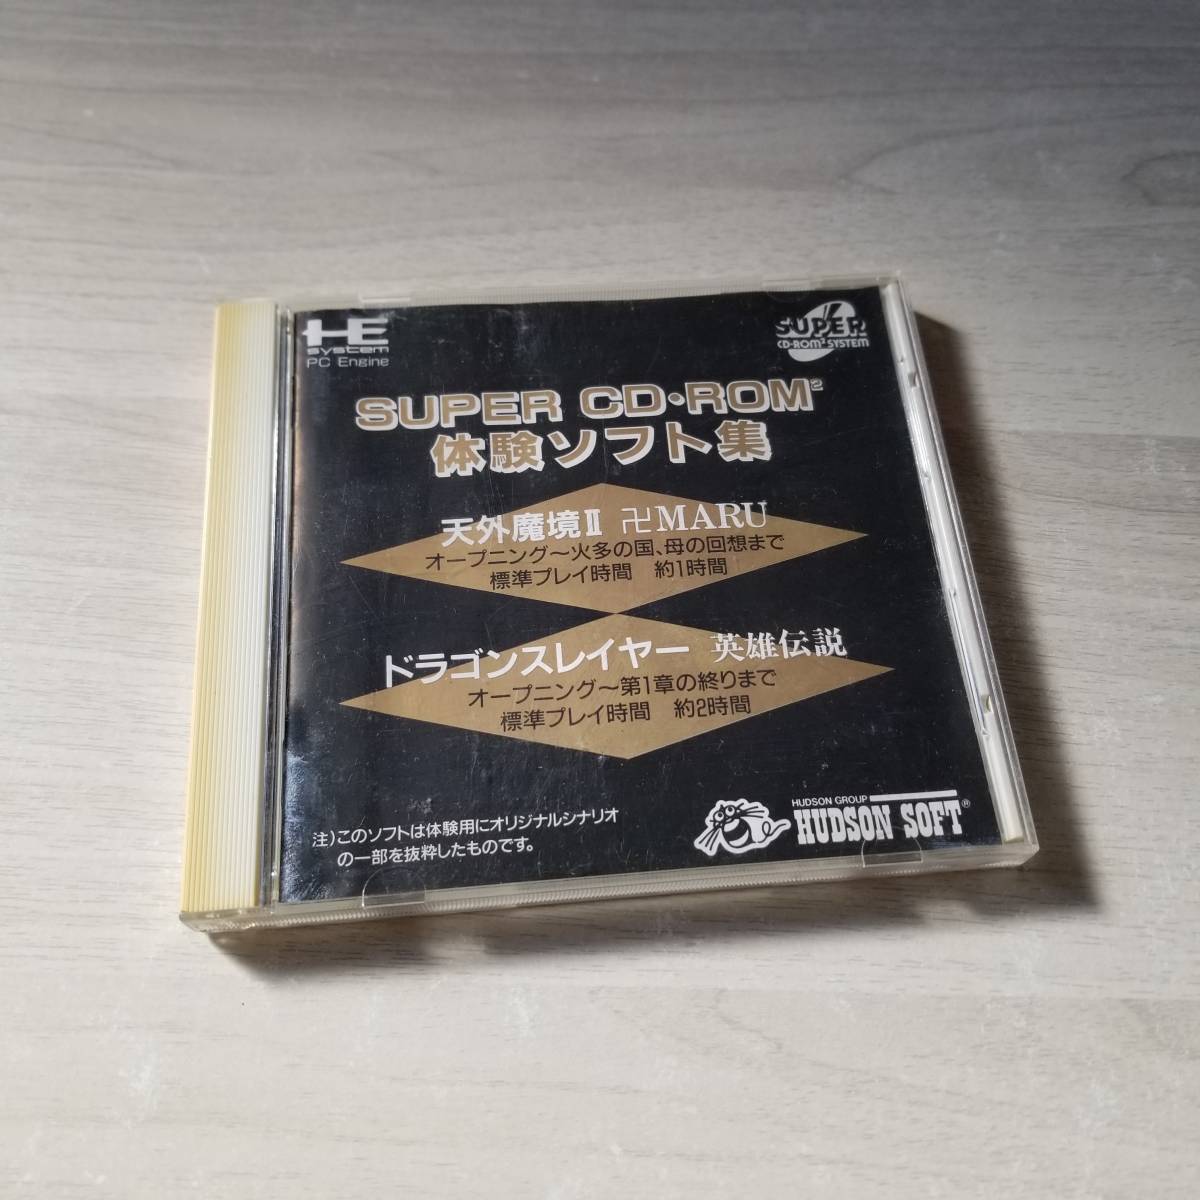 HE
system
PC Engine
SUPER
CD-ROM² SYSTEM
SUPER CD・ROM²
体験ソフト集
天外魔境II 卍MARU
オープニング〜火多の国、母の回想まで
標準プレイ時間 約1時間
ドラゴンスレイヤー 英雄伝説
オープニング〜第1章の終りまで
標準プレイ時間 約2時間
注)このソフトは体験用にオリジナルシナリオ
の一部を抜粋したものです。
HUDSON GROUP
HUDSON SOFT®